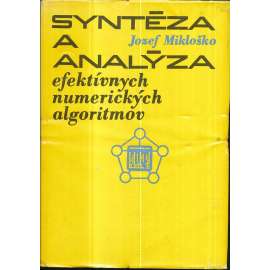 SYNTÉZA
A Jozef Mikloško
ANALÝZA
efektívnych
numerických
algoritmov